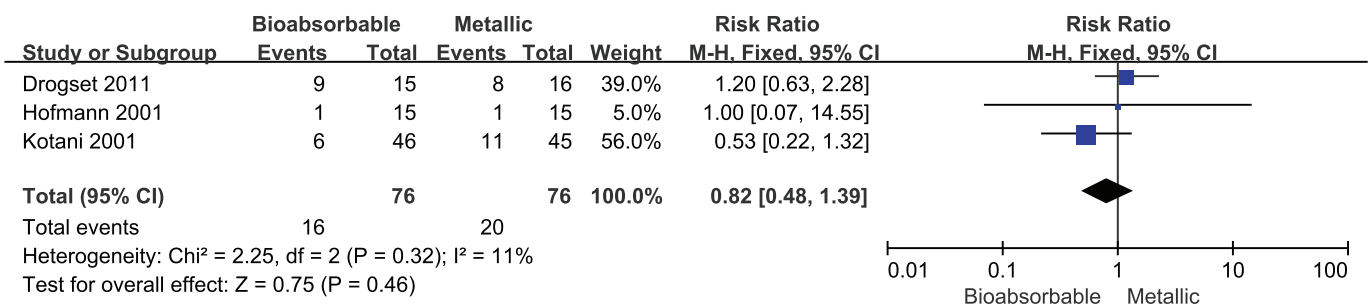 Bioabsorbable Metallic Risk Ratio Risk Ratio
Study or Subgroup Events Total Events Total Weight M-H, Fixed, 95% CI M-H, Fixed, 95% CI
Drogset 2011 9 15 8 16 39.0% 1.20 [0.63, 2.28]
Hofmann 2001 1 15 1 15 5.0% 1.00 [0.07, 14.55]
Kotani 2001 6 46 11 45 56.0% 0.53 [0.22, 1.32]
Total (95% CI) 76 76 100.0% 0.82 [0.48, 1.39]
Total events 16 20
Heterogeneity: Chi² = 2.25, df = 2 (P = 0.32); I² = 11%
Test for overall effect: Z = 0.75 (P = 0.46)
0.01 0.1 1 10 100
Bioabsorbable Metallic